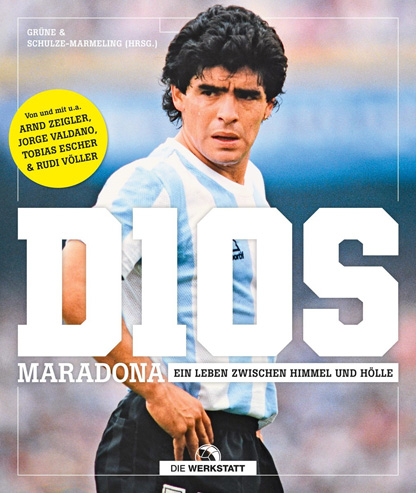 GRÜNE &
SCHULZE-MARMELING (HRSG.)
Von und mit u.a.
ARND ZEIGLER,
JORGE VALDANO,
TOBIAS ESCHER
& RUDI VÖLLER
D10S
MARADONA
EIN LEBEN ZWISCHEN HIMMEL UND HÖLLE
DIE WERKSTATT